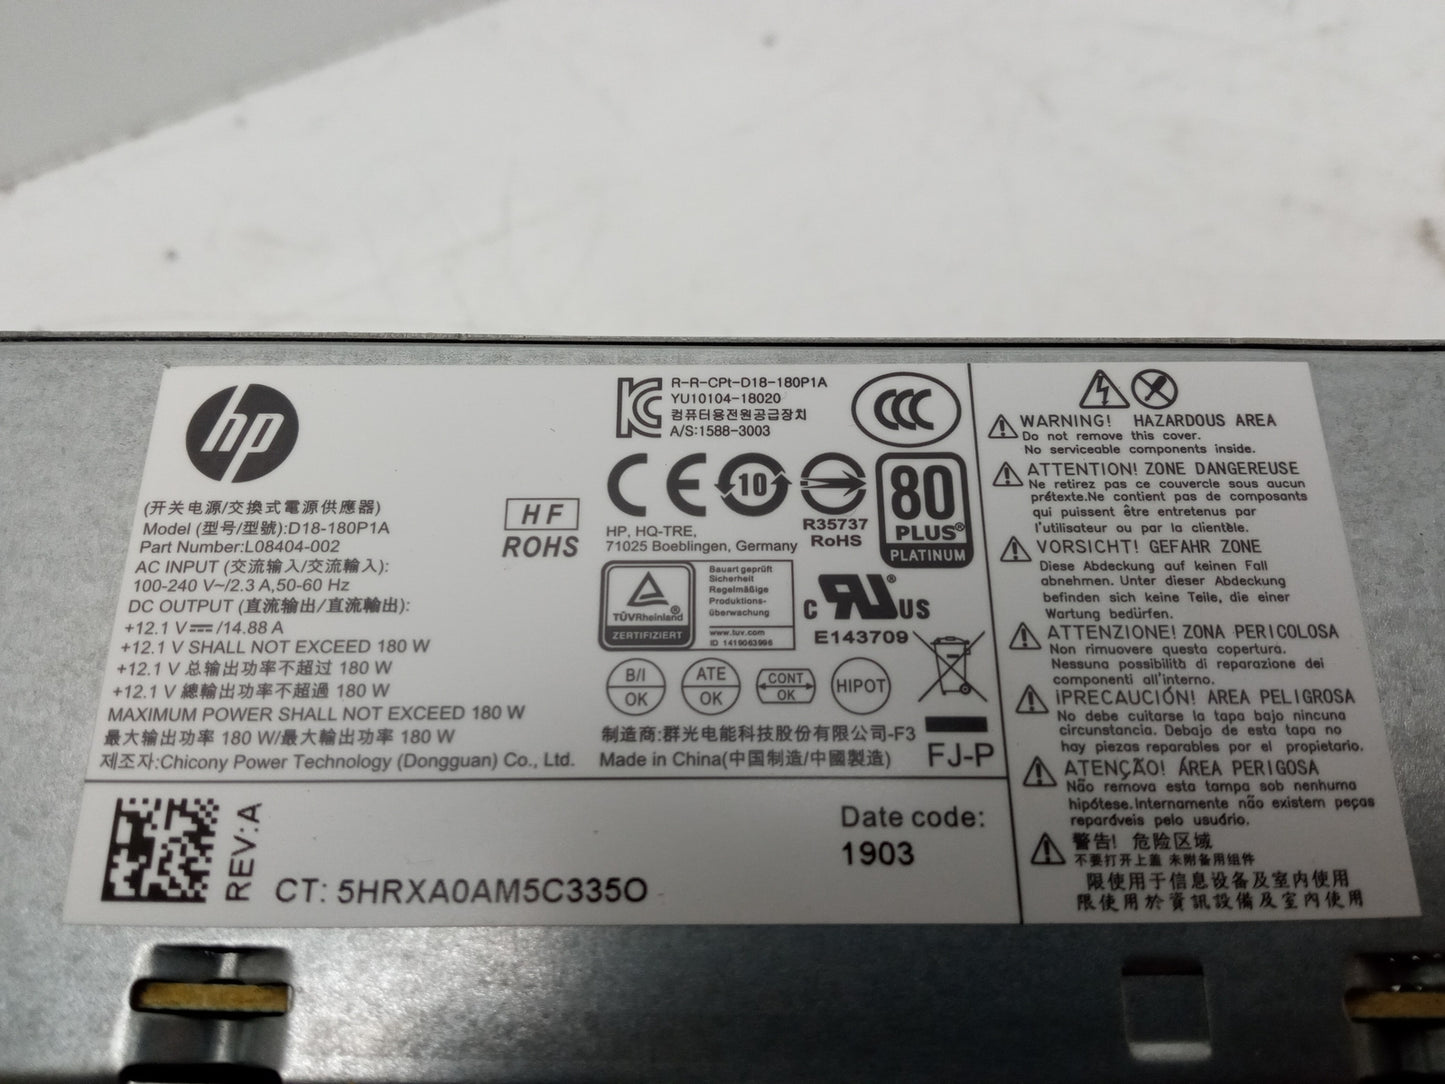 hp
(开关电源/交換式電源供應器)
Model (型号/型號):D18-180P1A
Part Number:L08404-002
AC INPUT (交流输入/交流輸入):
100-240 V~/2.3 A,50-60 Hz
DC OUTPUT (直流输出/直流輸出):
+12.1 V⎓/14.88 A
+12.1 V SHALL NOT EXCEED 180 W
+12.1 V 总输出功率不超过 180 W
+12.1 V 總輸出功率不超過 180 W
MAXIMUM POWER SHALL NOT EXCEED 180 W
最大输出功率 180 W/最大輸出功率 180 W
제조자:Chicony Power Technology (Dongguan) Co., Ltd.
HF
ROHS
R-R-CPt-D18-180P1A
YU10104-18020
컴퓨터용전원공급장치
A/S:1588-3003
CCC
CE
10
HP, HQ-TRE,
71025 Boeblingen, Germany
R35737
RoHS
80
PLUS®
PLATINUM
TÜVRheinland
ZERTIFIZIERT
Bauart geprüft
Sicherheit
Regelmäßige
Produktions-
überwachung
www.tuv.com
ID 1419063996
c RU® US
E143709
B/I
OK
ATE
OK
CONT
OK
HIPOT
制造商:群光电能科技股份有限公司-F3
Made in China(中国制造/中國製造)
FJ-P
REV:A
CT: 5HRXA0AM5C335O
Date code:
1903
WARNING! HAZARDOUS AREA
Do not remove this cover.
No serviceable components inside.
ATTENTION! ZONE DANGEREUSE
Ne retirez pas ce couvercle sous aucun
prétexte.Ne contient pas de composants
qui puissent être entretenus par
l'utilisateur ou par la clientèle.
VORSICHT! GEFAHR ZONE
Diese Abdeckung auf keinen Fall
abnehmen. Unter dieser Abdeckung
befinden sich keine Teile, die einer
Wartung bedürfen.
ATTENZIONE! ZONA PERICOLOSA
Non rimuovere questa copertura.
Nessuna possibilità di reparazione dei
componenti all'interno.
¡PRECAUCIÓN! AREA PELIGROSA
No debe cuitarse la tapa bajo nincuna
circunstancia. Debajo de esta tapa no
hay piezas reparables por el propietario.
ATENÇÃO! ÁREA PERIGOSA
Não remova esta tampa sob nenhuma
hipótese.Internamente não existem peças
reparáveis pelo usuário.
警告! 危险区域
不要打开上盖 未附备用组件
限使用于信息设备及室内使用
限使用於資訊設備及室內使用